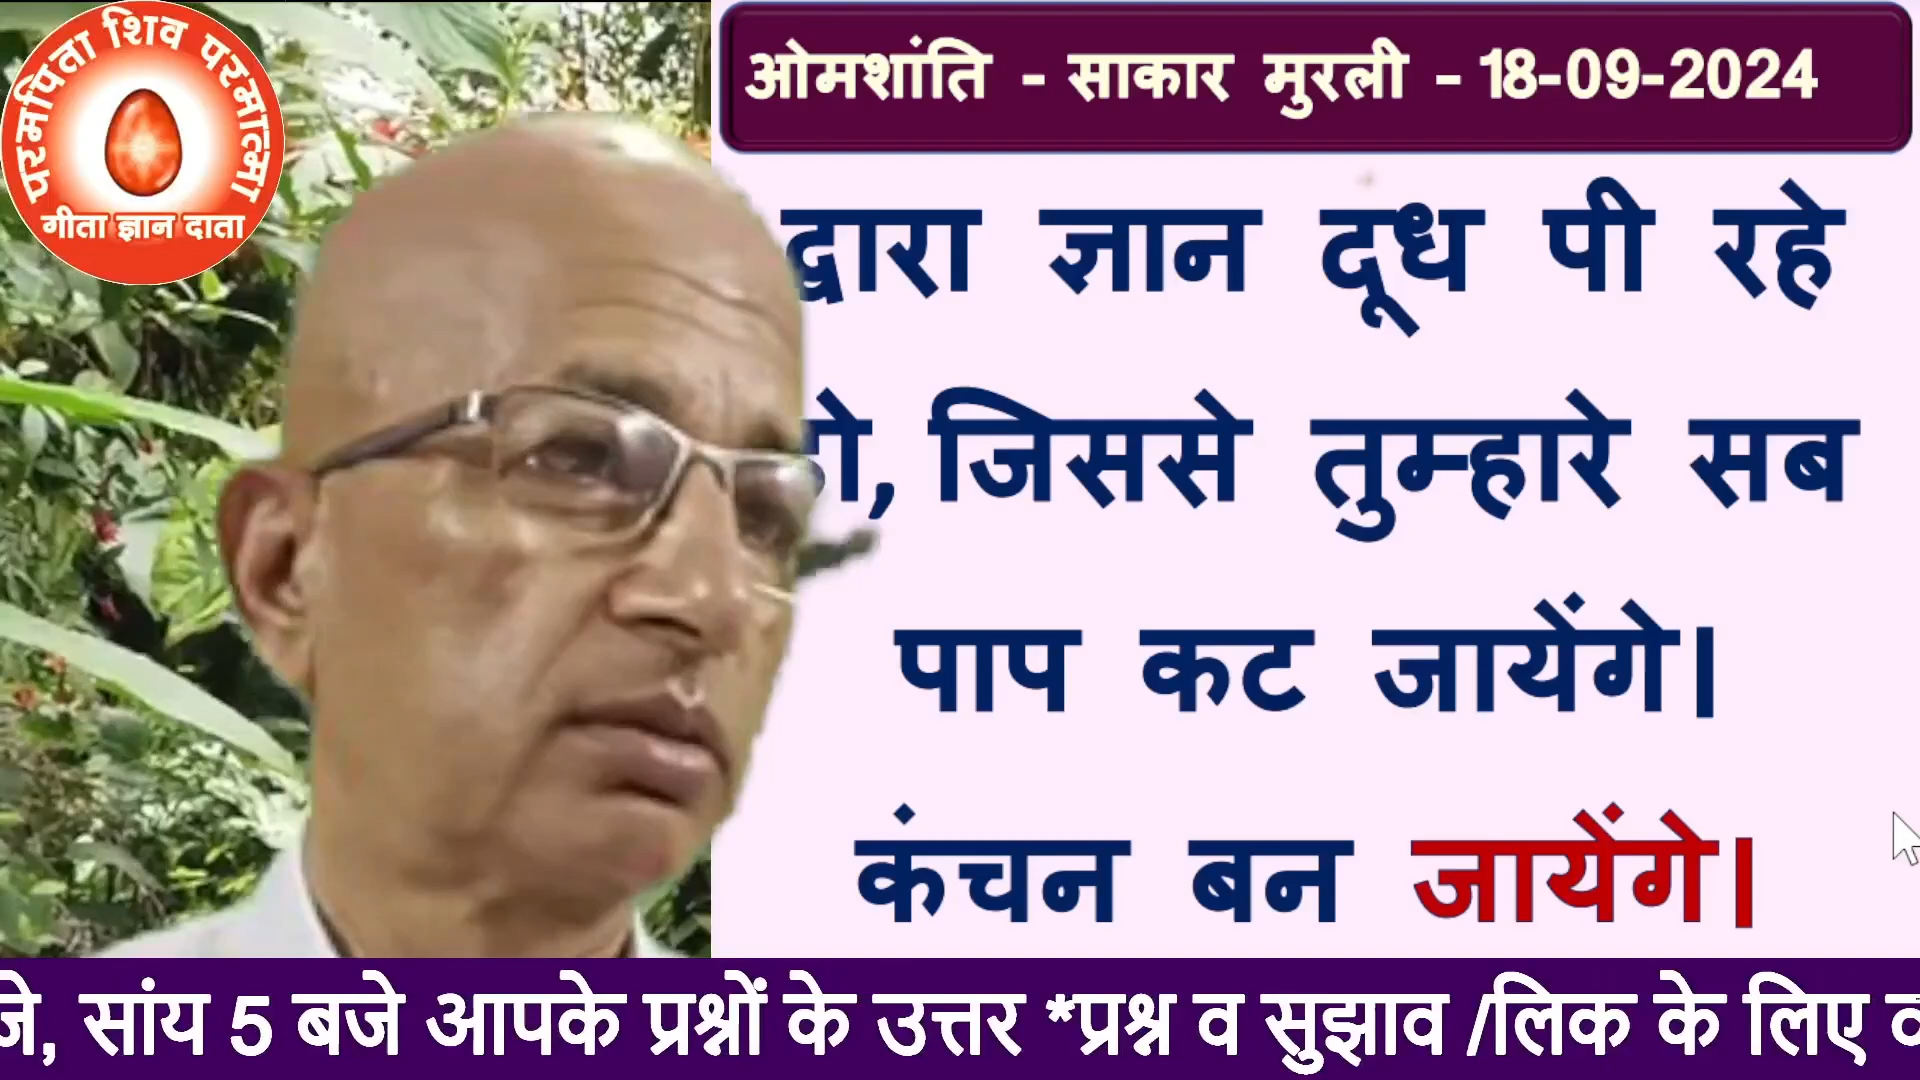 परमपिता शिव परमात्मा
गीता ज्ञान दाता
ओमशांति - साकार मुरली - 18-09-2024
द्वारा ज्ञान दूध पी रहे
जिससे तुम्हारे सब
पाप कट जायेंगे।
कंचन बन जायेंगे।
सांय 5 बजे आपके प्रश्नों के उत्तर *प्रश्न व सुझाव /लिंक के लिए